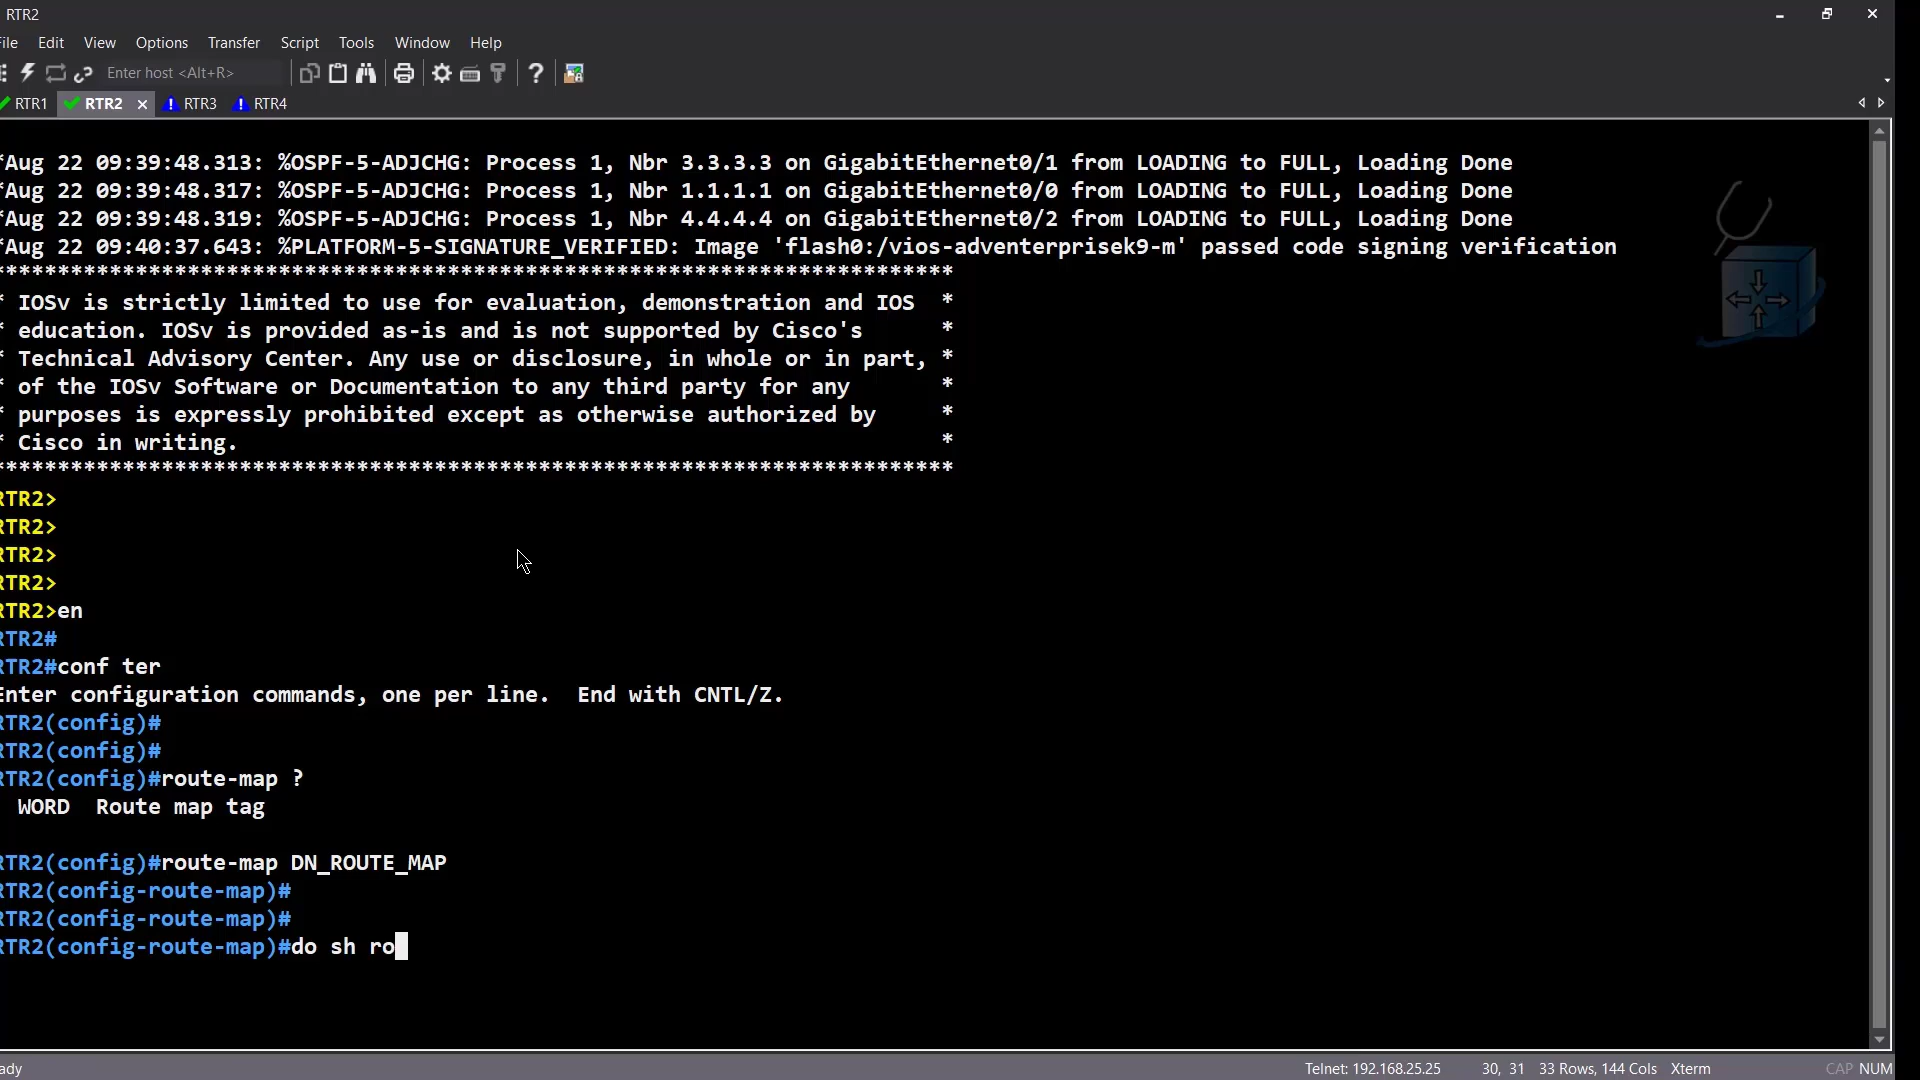 RTR2
File Edit View Options Transfer Script Tools Window Help
Enter host <Alt+R>
RTR1 RTR2 RTR3 RTR4
*Aug 22 09:39:48.313: %OSPF-5-ADJCHG: Process 1, Nbr 3.3.3.3 on GigabitEthernet0/1 from LOADING to FULL, Loading Done
*Aug 22 09:39:48.317: %OSPF-5-ADJCHG: Process 1, Nbr 1.1.1.1 on GigabitEthernet0/0 from LOADING to FULL, Loading Done
*Aug 22 09:39:48.319: %OSPF-5-ADJCHG: Process 1, Nbr 4.4.4.4 on GigabitEthernet0/2 from LOADING to FULL, Loading Done
*Aug 22 09:40:37.643: %PLATFORM-5-SIGNATURE_VERIFIED: Image 'flash0:/vios-adventerprisek9-m' passed code signing verification
**************************************************************************
* IOSv is strictly limited to use for evaluation, demonstration and IOS  *
* education. IOSv is provided as-is and is not supported by Cisco's      *
* Technical Advisory Center. Any use or disclosure, in whole or in part, *
* of the IOSv Software or Documentation to any third party for any       *
* purposes is expressly prohibited except as otherwise authorized by     *
* Cisco in writing.                                                      *
**************************************************************************
RTR2>
RTR2>
RTR2>
RTR2>
RTR2>en
RTR2#
RTR2#conf ter
Enter configuration commands, one per line.  End with CNTL/Z.
RTR2(config)#
RTR2(config)#
RTR2(config)#route-map ?
  WORD  Route map tag
RTR2(config)#route-map DN_ROUTE_MAP
RTR2(config-route-map)#
RTR2(config-route-map)#
RTR2(config-route-map)#do sh ro
ady Telnet: 192.168.25.25 30, 31 33 Rows, 144 Cols Xterm CAP NUM